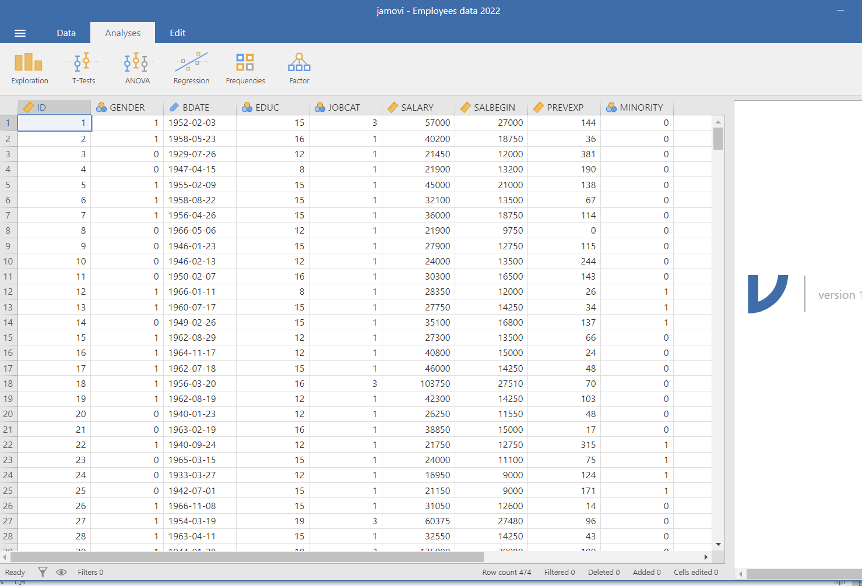 jamovi - Employees data 2022
Data Analyses Edit
Exploration T-Tests ANOVA Regression Frequencies Factor
ID GENDER BDATE EDUC JOBCAT SALARY SALBEGIN PREVEXP MINORITY
1 1 1 1952-02-03 15 3 57000 27000 144 0
2 2 1 1958-05-23 16 1 40200 18750 36 0
3 3 0 1929-07-26 12 1 21450 12000 381 0
4 4 0 1947-04-15 8 1 21900 13200 190 0
5 5 1 1955-02-09 15 1 45000 21000 138 0
6 6 1 1958-08-22 15 1 32100 13500 67 0
7 7 1 1956-04-26 15 1 36000 18750 114 0
8 8 0 1966-05-06 12 1 21900 9750 0 0
9 9 0 1946-01-23 15 1 27900 12750 115 0
10 10 0 1946-02-13 12 1 24000 13500 244 0
11 11 0 1950-02-07 16 1 30300 16500 143 0
12 12 1 1966-01-11 8 1 28350 12000 26 1
13 13 1 1960-07-17 15 1 27750 14250 34 1
14 14 0 1949-02-26 15 1 35100 16800 137 1
15 15 1 1962-08-29 12 1 27300 13500 66 0
16 16 1 1964-11-17 12 1 40800 15000 24 0
17 17 1 1962-07-18 15 1 46000 14250 48 0
18 18 1 1956-03-20 16 3 103750 27510 70 0
19 19 1 1962-08-19 12 1 42300 14250 103 0
20 20 0 1940-01-23 12 1 26250 11550 48 0
21 21 0 1963-02-19 16 1 38850 15000 17 0
22 22 1 1940-09-24 12 1 21750 12750 315 1
23 23 0 1965-03-15 15 1 24000 11100 75 1
24 24 0 1933-03-27 12 1 16950 9000 124 1
25 25 0 1942-07-01 15 1 21150 9000 171 1
26 26 1 1966-11-08 15 1 31050 12600 14 0
27 27 1 1954-03-19 19 3 60375 27480 96 0
28 28 1 1963-04-11 15 1 32550 14250 43 0
version
Ready Filters 0 Row count 474 Filtered 0 Deleted 0 Added 0 Cells edited 0